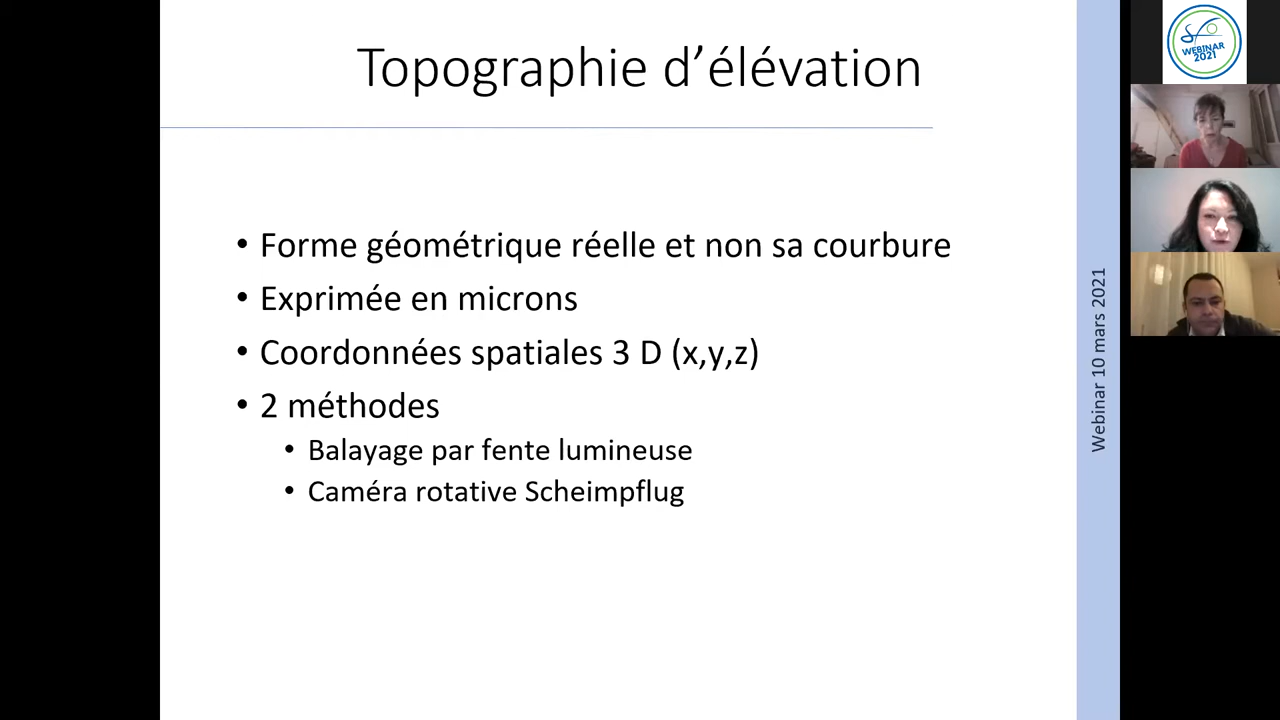 Topographie d’élévation
• Forme géométrique réelle et non sa courbure
• Exprimée en microns
• Coordonnées spatiales 3 D (x,y,z)
• 2 méthodes
• Balayage par fente lumineuse
• Caméra rotative Scheimpflug
Webinar 10 mars 2021
SFO
WEBINAR
2021